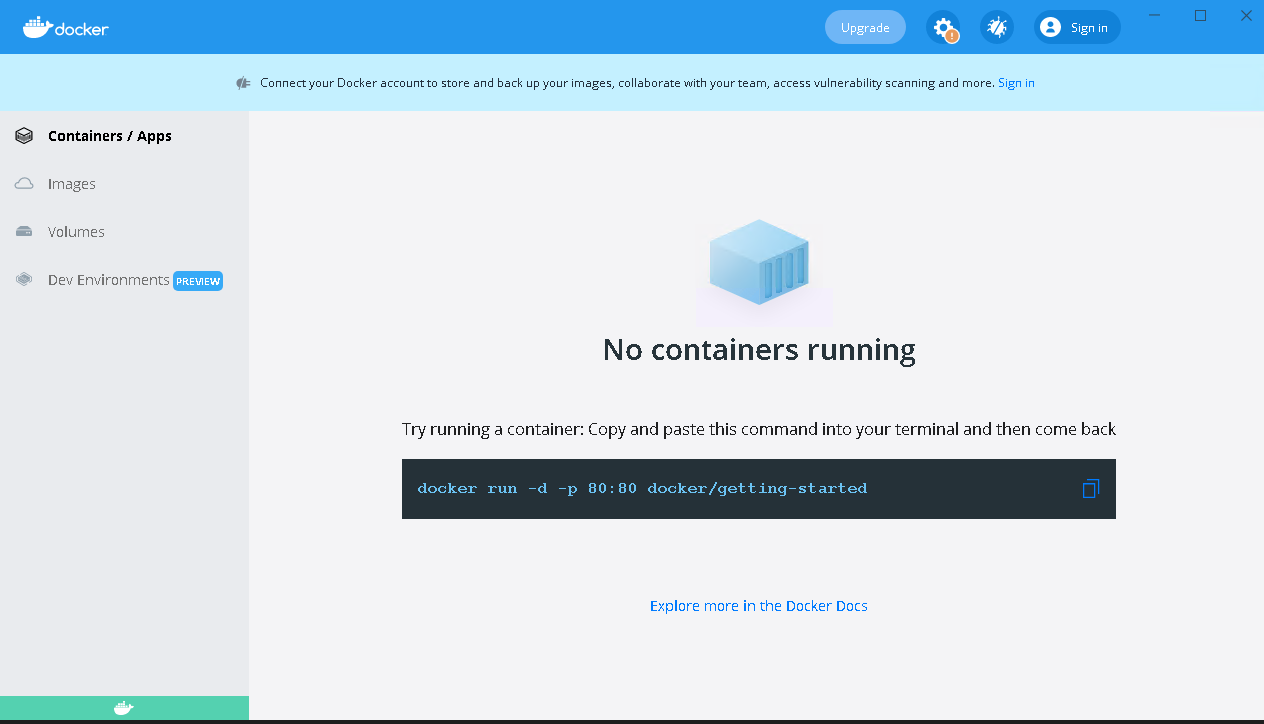 docker
Upgrade
Sign in
Connect your Docker account to store and back up your images, collaborate with your team, access vulnerability scanning and more. Sign in
Containers / Apps
Images
Volumes
Dev Environments PREVIEW
No containers running
Try running a container: Copy and paste this command into your terminal and then come back
docker run -d -p 80:80 docker/getting-started
Explore more in the Docker Docs